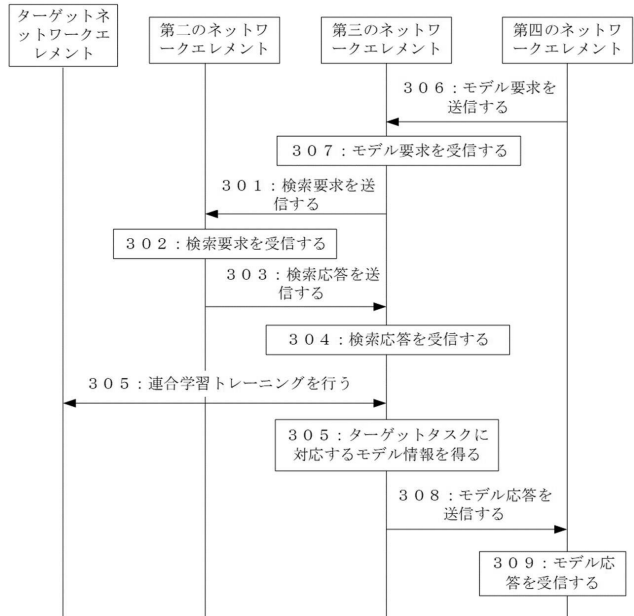 ターゲットネ
ットワークエ
レメント
第二のネットワ
ークエレメント
第三のネットワ
ークエレメント
第四のネットワ
ークエレメント
３０６：モデル要求を
送信する
３０７：モデル要求を受信する
３０１：検索要求を送
信する
３０２：検索要求を受信する
３０３：検索応答を送
信する
３０４：検索応答を受信する
３０５：連合学習トレーニングを行う
３０５：ターゲットタスクに
対応するモデル情報を得る
３０８：モデル応答を
送信する
３０９：モデル応
答を受信する